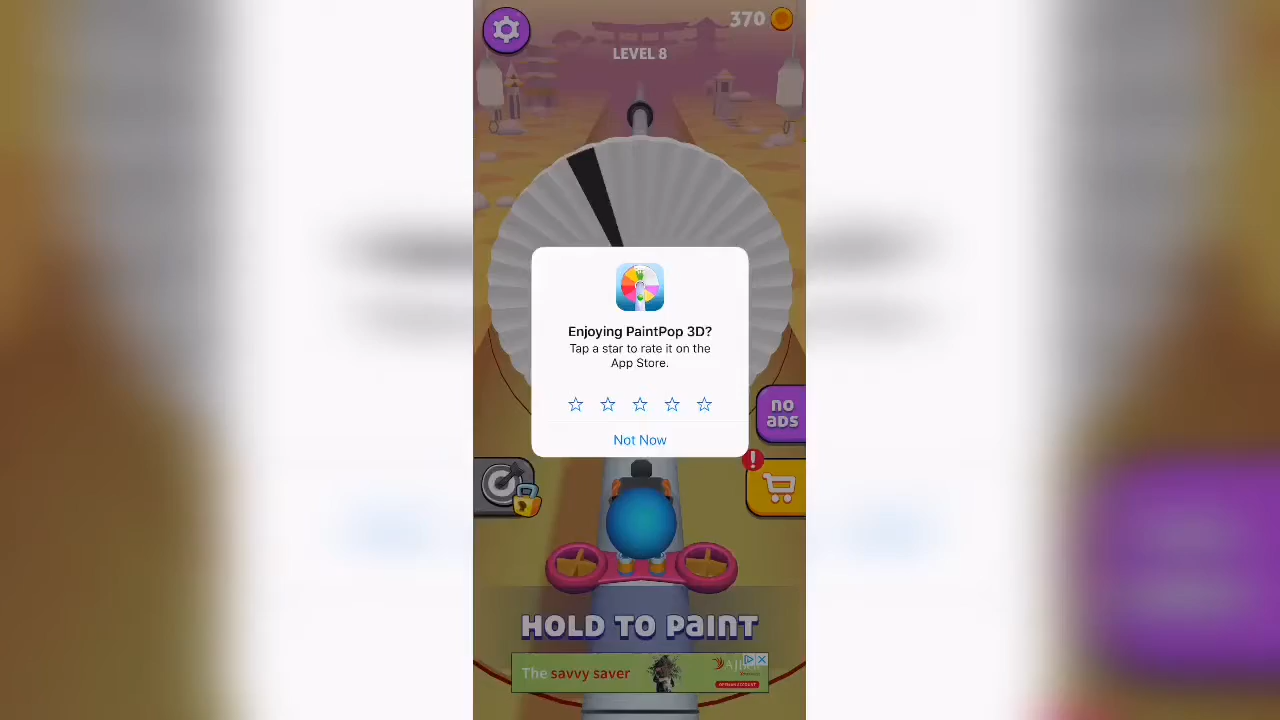 370
LEVEL 8
Enjoying PaintPop 3D?
Tap a star to rate it on the
App Store.
NO
ADS
!
Not Now
HOLD TO PAINT
The savvy saver